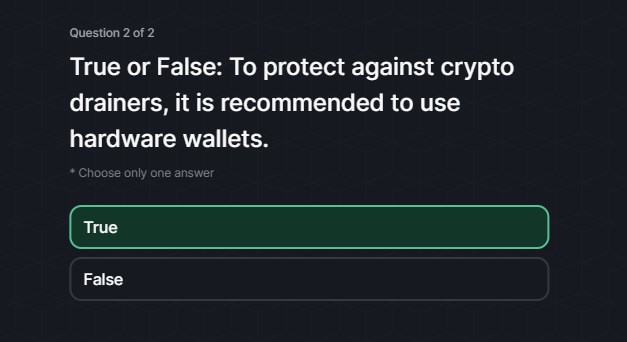 Question 2 of 2
True or False: To protect against crypto
drainers, it is recommended to use
hardware wallets.
* Choose only one answer
True
False